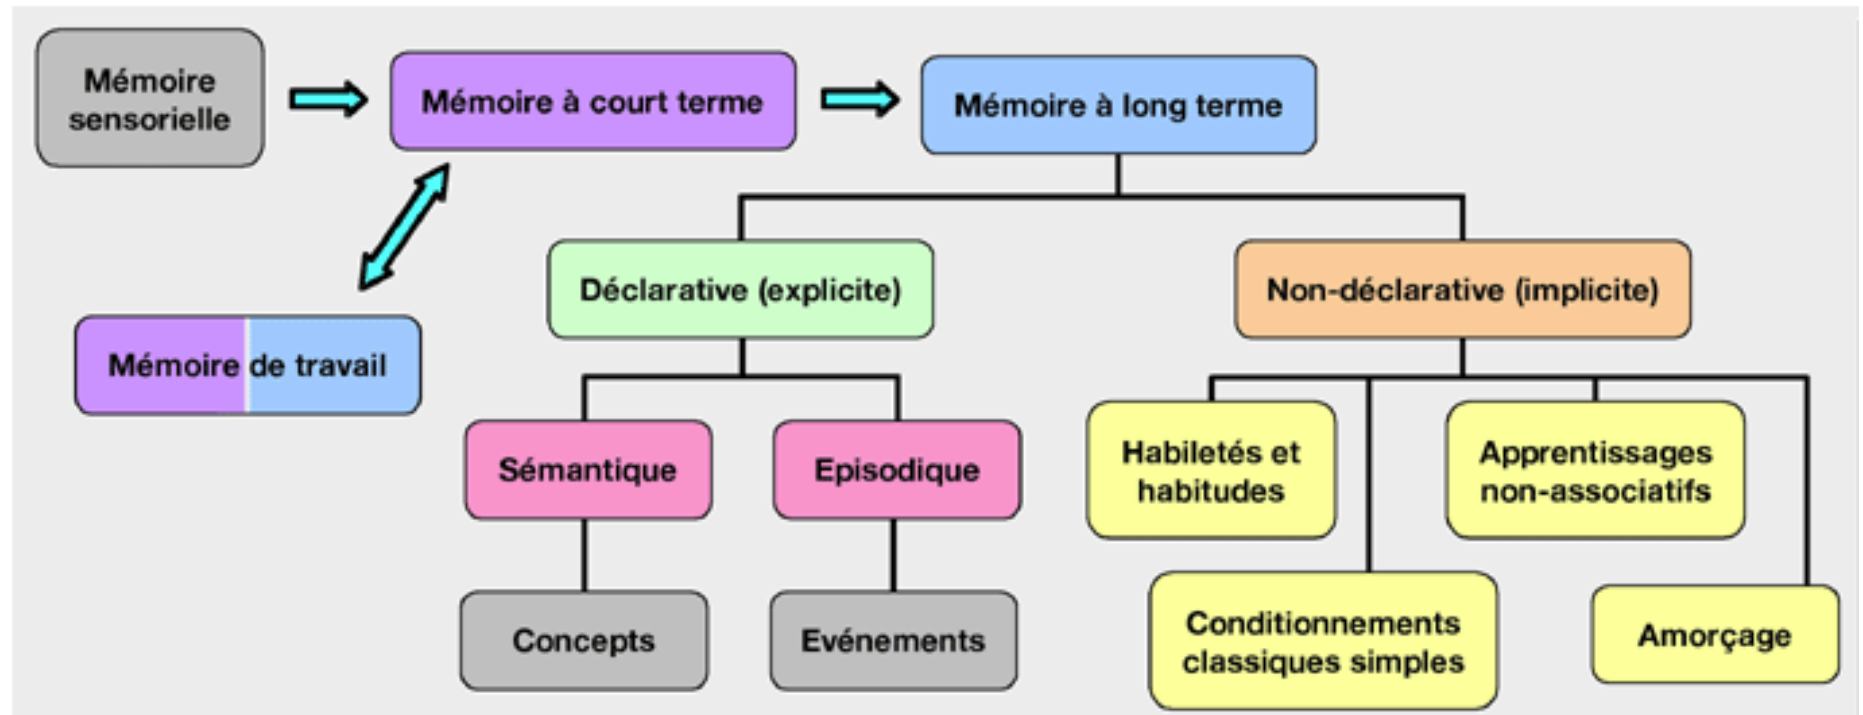 Mémoire
sensorielle
Mémoire à court terme
Mémoire à long terme
Déclarative (explicite)
Non-déclarative (implicite)
Mémoire de travail
Sémantique
Episodique
Habiletés et
habitudes
Apprentissages
non-associatifs
Concepts
Evénements
Conditionnements
classiques simples
Amorçage